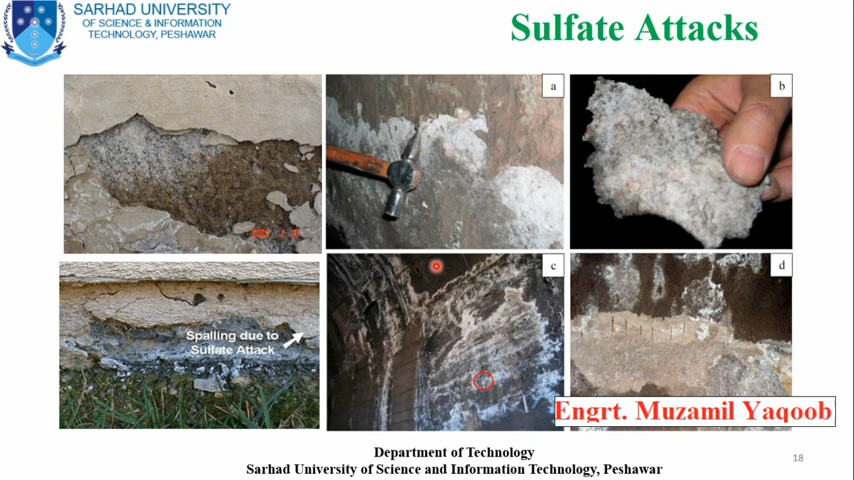 SARHAD UNIVERSITY
OF SCIENCE & INFORMATION
TECHNOLOGY, PESHAWAR
Sulfate Attacks
a
b
Spalling due to
Sulfate Attack
c
d
Engrt. Muzamil Yaqoob
Department of Technology
Sarhad University of Science and Information Technology, Peshawar
18